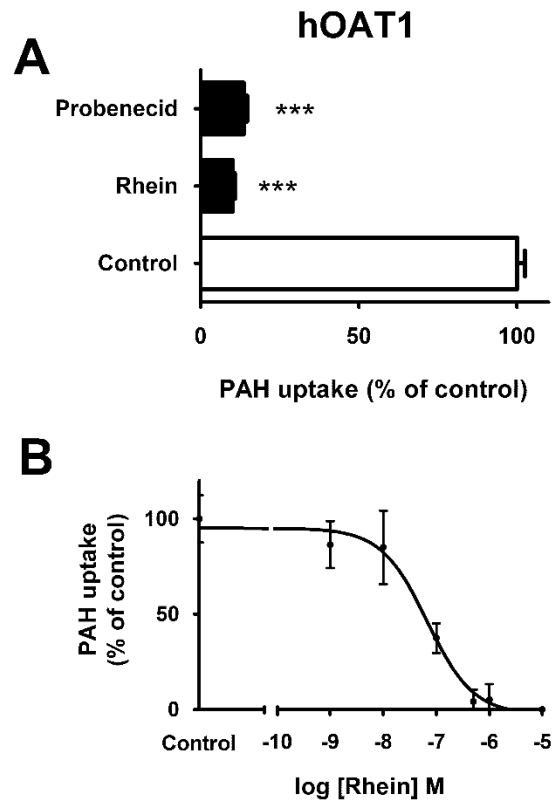 hOAT1
A
Probenecid
***
Rhein
***
Control
0
50
100
PAH uptake (% of control)
B
PAH uptake
(% of control)
100
50
0
Control
-10
-9
-8
-7
-6
-5
log [Rhein] M